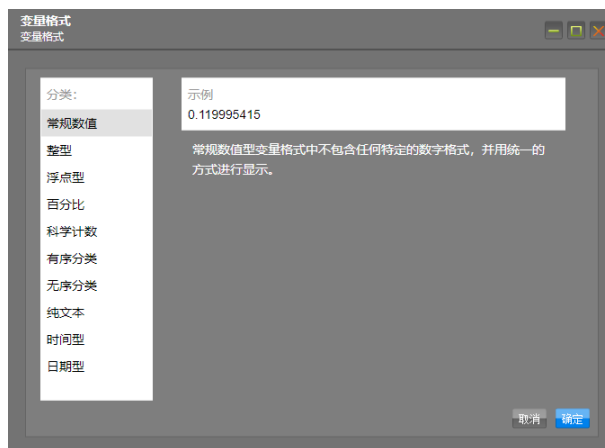 变量格式
变量格式
分类:
常规数值
整型
浮点型
百分比
科学计数
有序分类
无序分类
纯文本
时间型
日期型
示例
0.119995415
常规数值型变量格式中不包含任何特定的数字格式，并用统一的
方式进行显示。
取消
确定